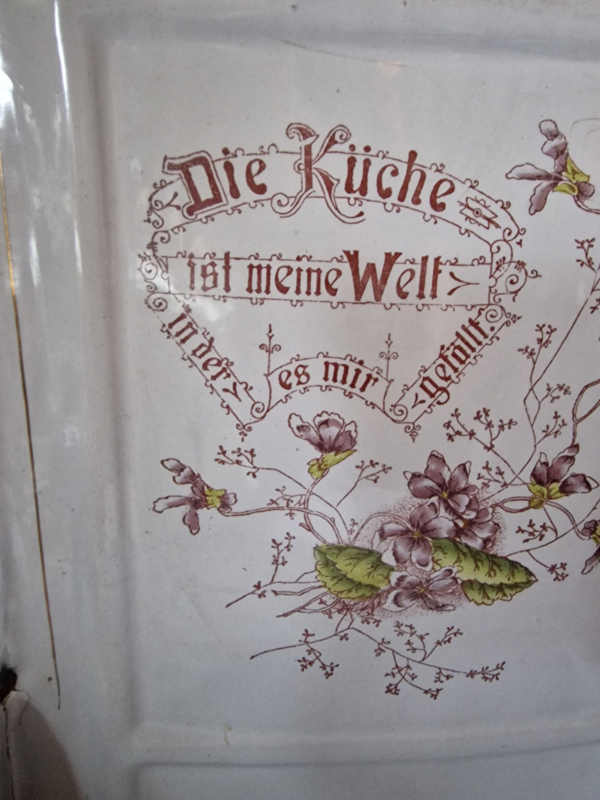 Die Küche
ist meine Welt
in der
es mir
gefällt